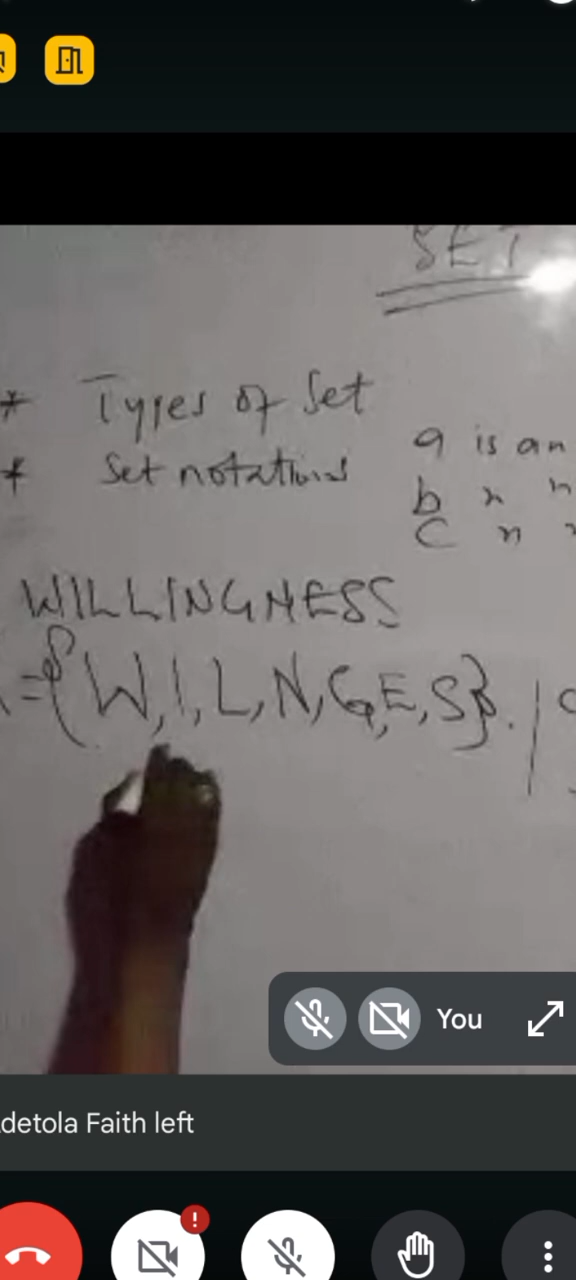 SET
* Types of Set
* Set notations
a is an
b " "
c " "
WILLINGNESS
={W,I,L,N,G,E,S}.
You
detola Faith left